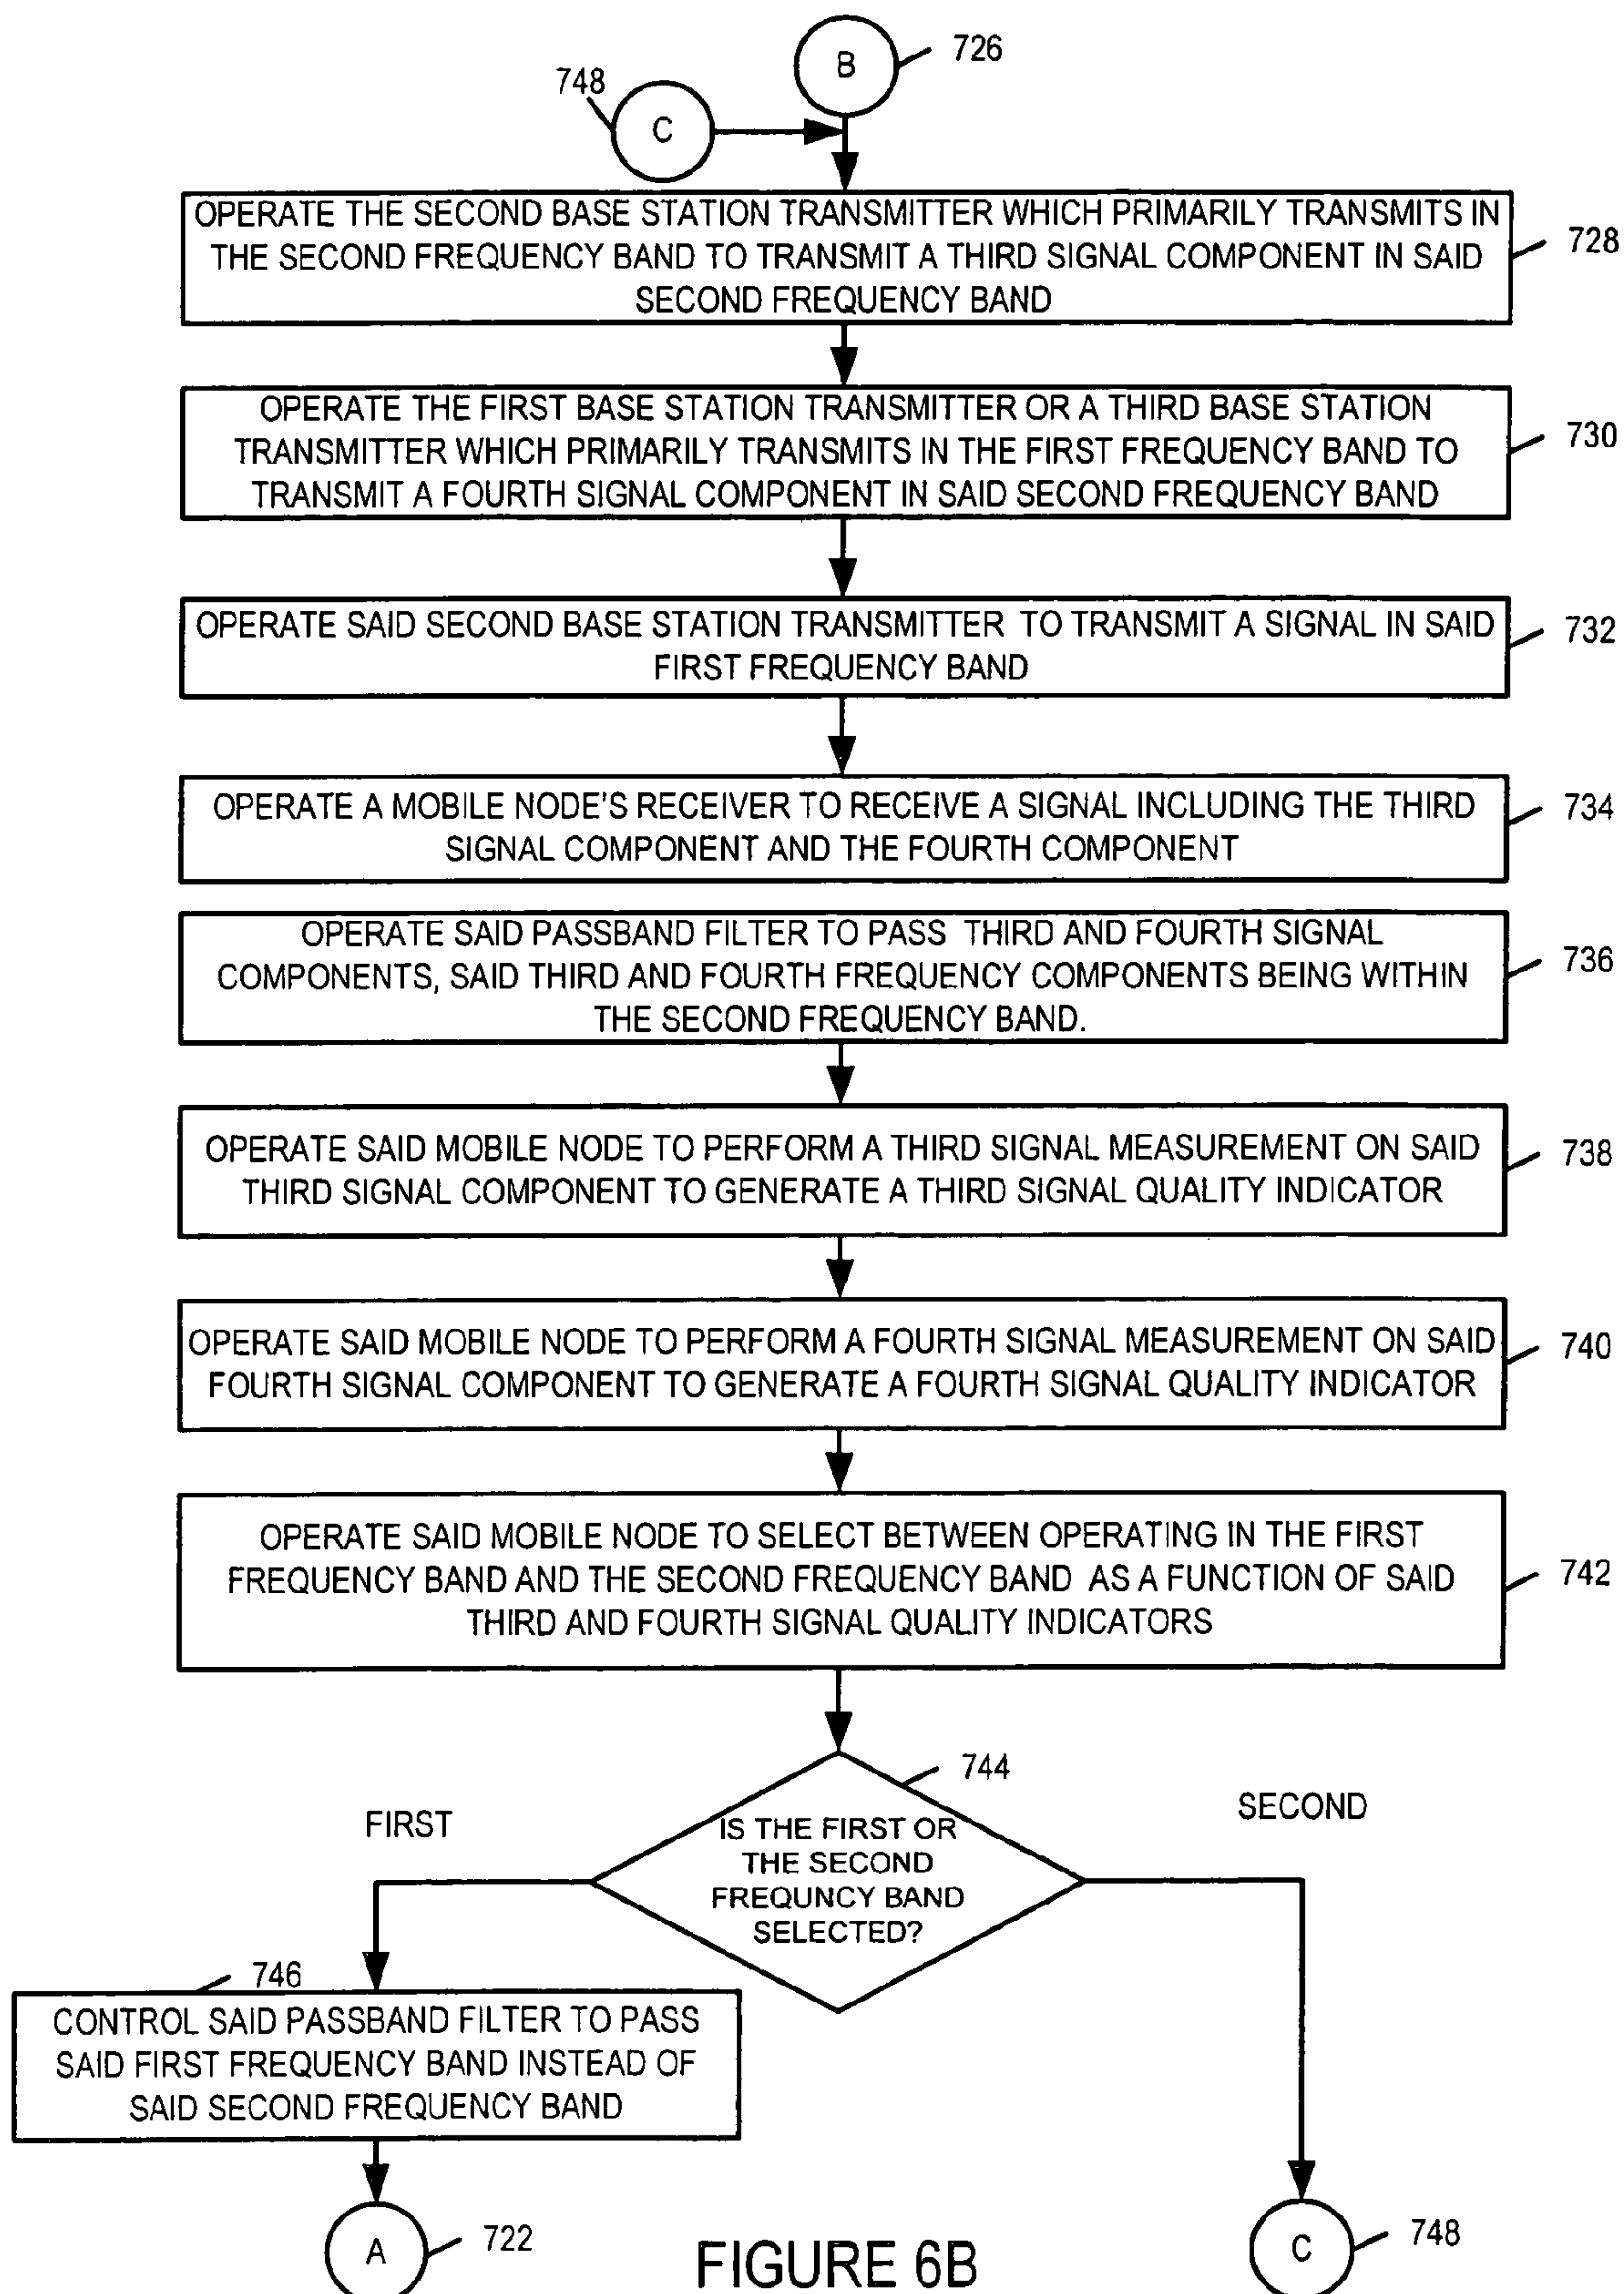 B
726
748
C
OPERATE THE SECOND BASE STATION TRANSMITTER WHICH PRIMARILY TRANSMITS IN
THE SECOND FREQUENCY BAND TO TRANSMIT A THIRD SIGNAL COMPONENT IN SAID
SECOND FREQUENCY BAND
728
OPERATE THE FIRST BASE STATION TRANSMITTER OR A THIRD BASE STATION
TRANSMITTER WHICH PRIMARILY TRANSMITS IN THE FIRST FREQUENCY BAND TO
TRANSMIT A FOURTH SIGNAL COMPONENT IN SAID SECOND FREQUENCY BAND
730
OPERATE SAID SECOND BASE STATION TRANSMITTER TO TRANSMIT A SIGNAL IN SAID
FIRST FREQUENCY BAND
732
OPERATE A MOBILE NODE'S RECEIVER TO RECEIVE A SIGNAL INCLUDING THE THIRD
SIGNAL COMPONENT AND THE FOURTH COMPONENT
734
OPERATE SAID PASSBAND FILTER TO PASS THIRD AND FOURTH SIGNAL
COMPONENTS, SAID THIRD AND FOURTH FREQUENCY COMPONENTS BEING WITHIN
THE SECOND FREQUENCY BAND.
736
OPERATE SAID MOBILE NODE TO PERFORM A THIRD SIGNAL MEASUREMENT ON SAID
THIRD SIGNAL COMPONENT TO GENERATE A THIRD SIGNAL QUALITY INDICATOR
738
OPERATE SAID MOBILE NODE TO PERFORM A FOURTH SIGNAL MEASUREMENT ON SAID
FOURTH SIGNAL COMPONENT TO GENERATE A FOURTH SIGNAL QUALITY INDICATOR
740
OPERATE SAID MOBILE NODE TO SELECT BETWEEN OPERATING IN THE FIRST
FREQUENCY BAND AND THE SECOND FREQUENCY BAND AS A FUNCTION OF SAID
THIRD AND FOURTH SIGNAL QUALITY INDICATORS
742
744
FIRST
SECOND
IS THE FIRST OR
THE SECOND
FREQUNCY BAND
SELECTED?
746
CONTROL SAID PASSBAND FILTER TO PASS
SAID FIRST FREQUENCY BAND INSTEAD OF
SAID SECOND FREQUENCY BAND
A
722
C
748
FIGURE 6B